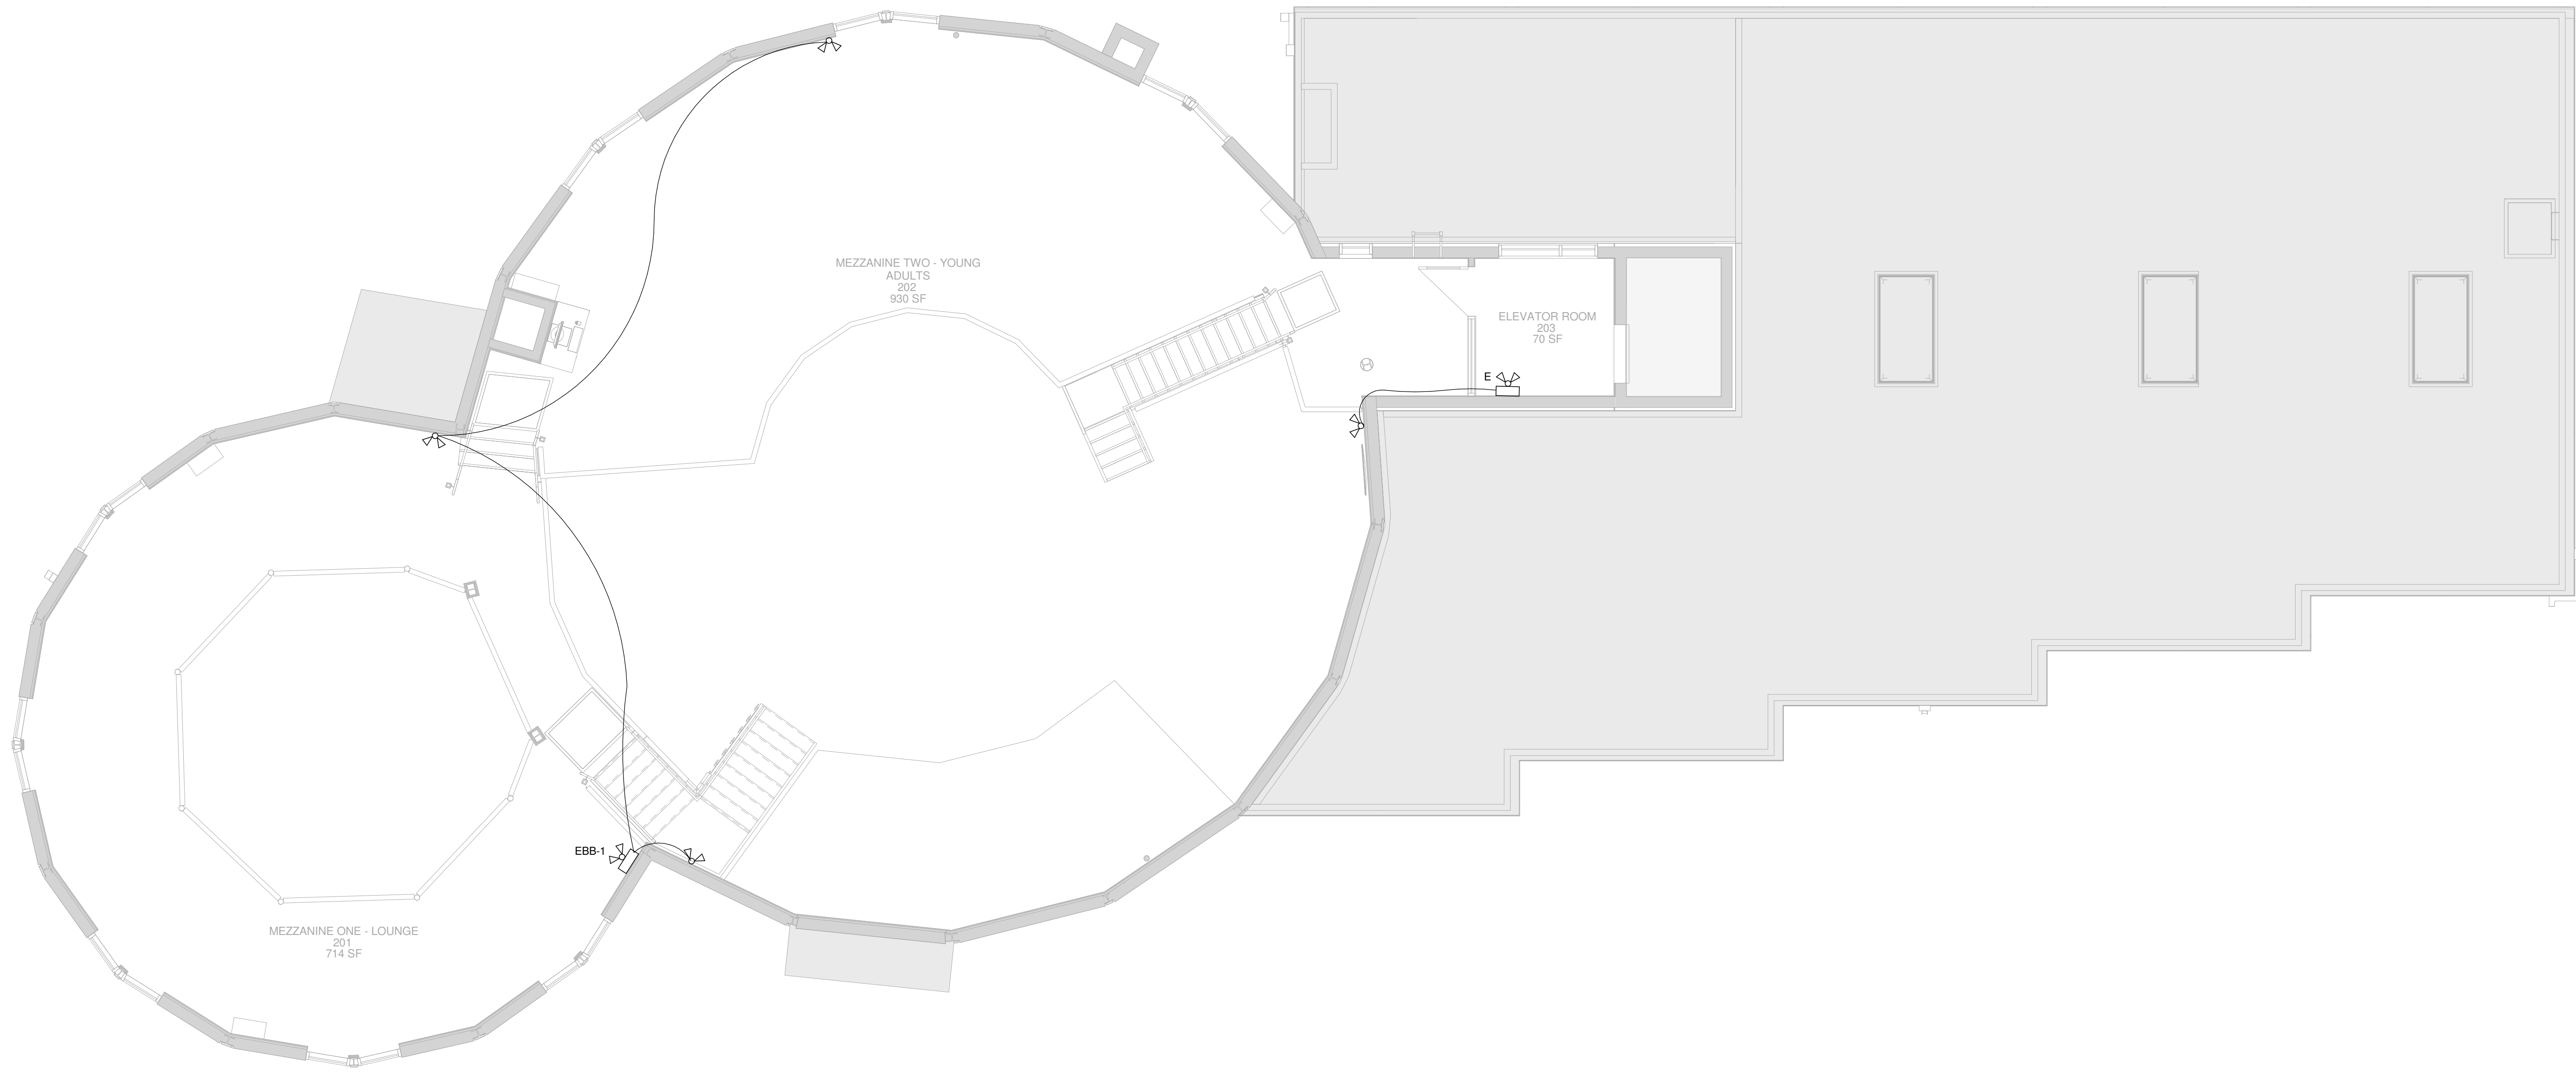 MEZZANINE TWO - YOUNG
ADULTS
202
930 SF
ELEVATOR ROOM
203
70 SF
E
EBB-1
MEZZANINE ONE - LOUNGE
201
714 SF